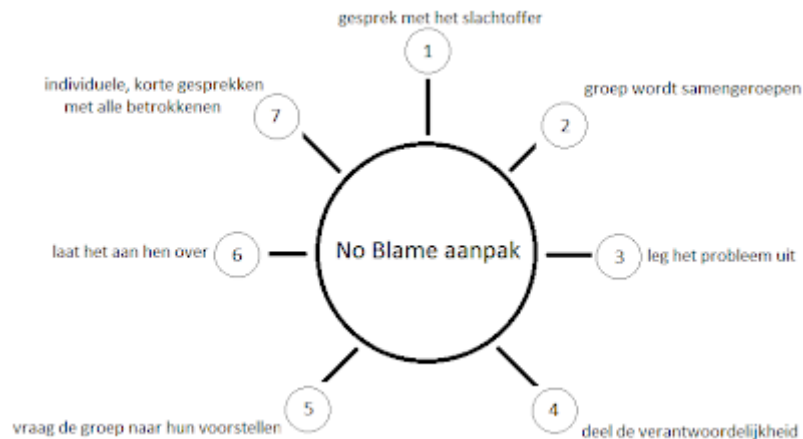 gesprek met het slachtoffer
1
groep wordt samengeroepen
2
leg het probleem uit
3
deel de verantwoordelijkheid
4
vraag de groep naar hun voorstellen
5
laat het aan hen over
6
individuele, korte gesprekken
met alle betrokkenen
7
No Blame aanpak